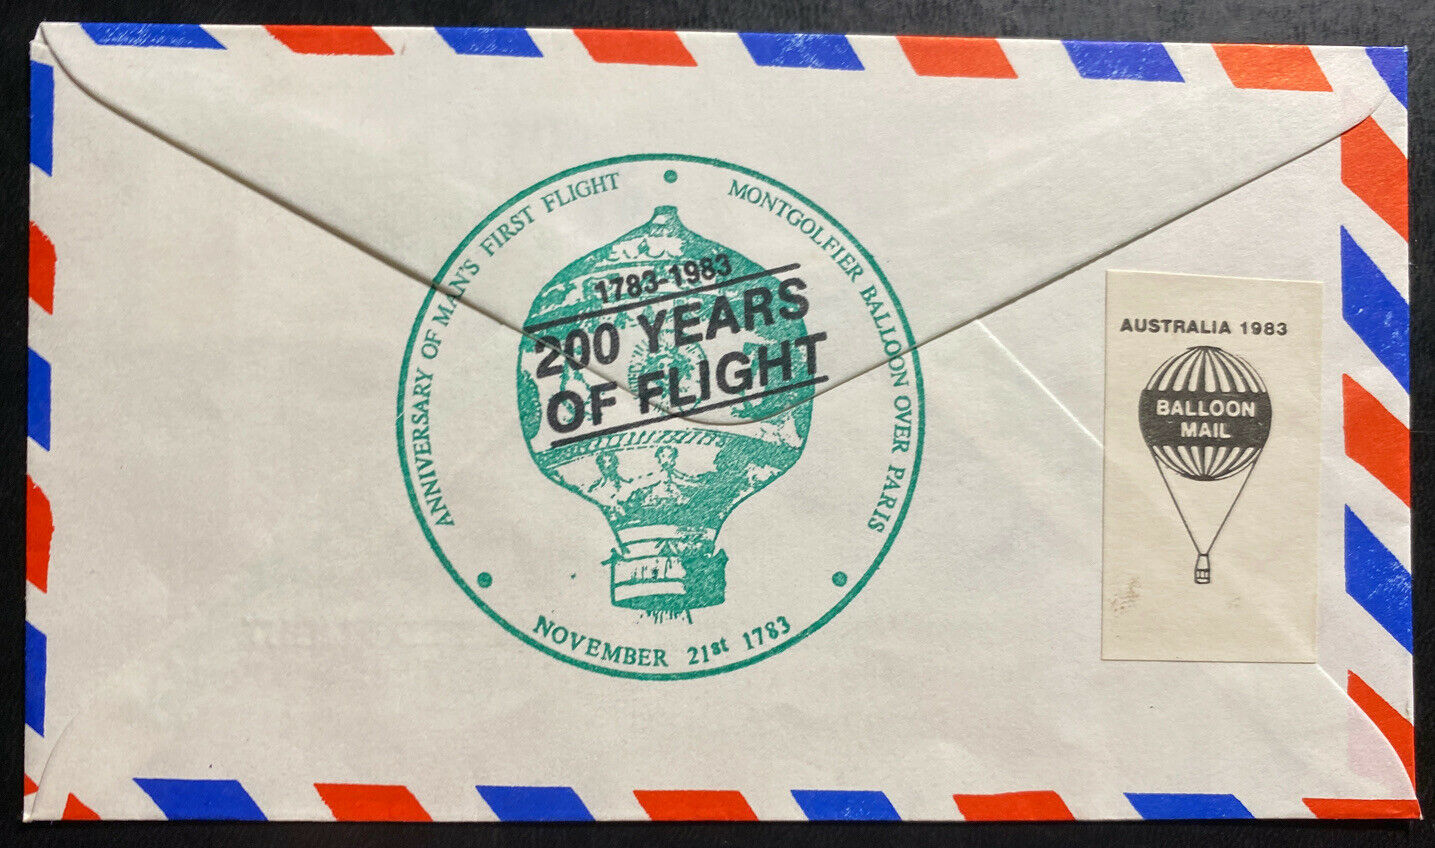 ANNIVERSARY OF MAN'S FIRST FLIGHT
MONTGOLFIER BALLOON OVER PARIS
NOVEMBER 21st 1783
1783-1983
200 YEARS
OF FLIGHT
AUSTRALIA 1983
BALLOON
MAIL